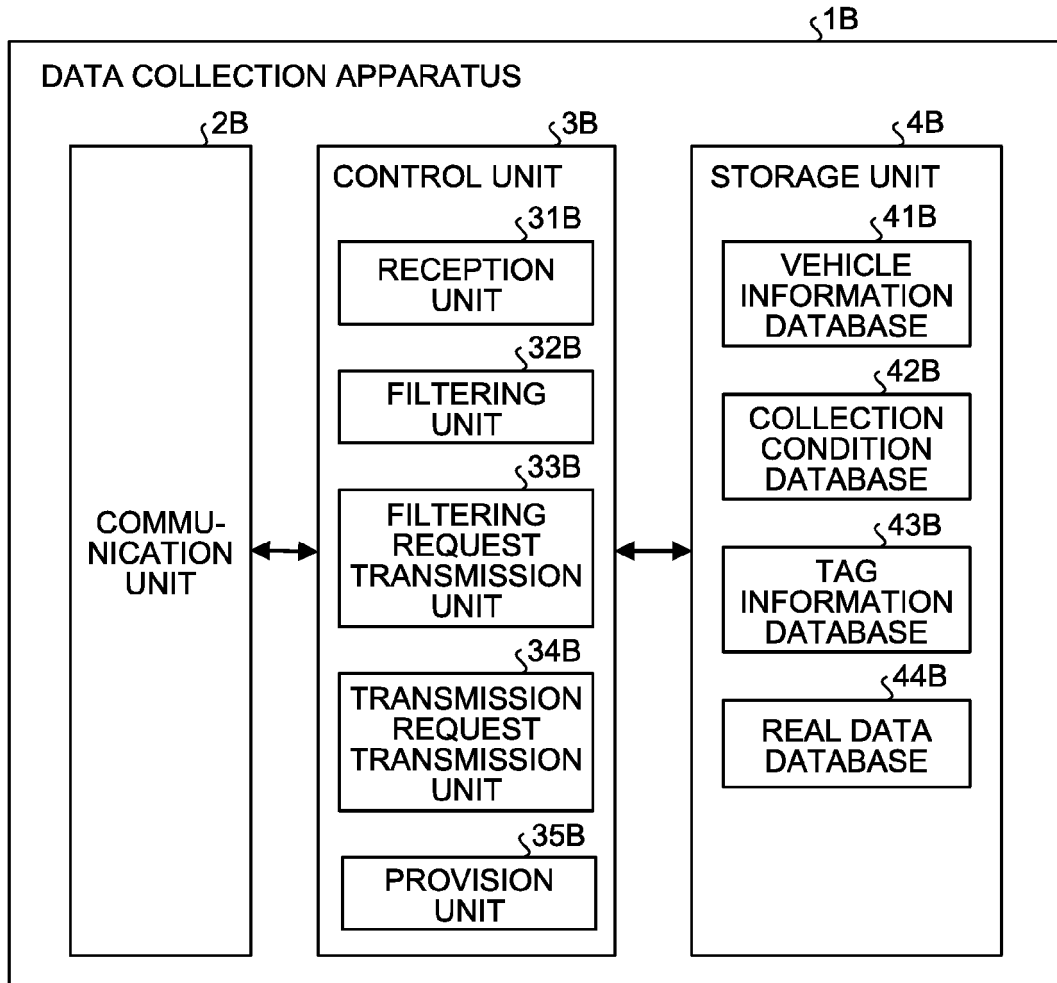 1B
DATA COLLECTION APPARATUS
2B
COMMU-
NICATION
UNIT
3B
CONTROL UNIT
31B
RECEPTION
UNIT
32B
FILTERING
UNIT
33B
FILTERING
REQUEST
TRANSMISSION
UNIT
34B
TRANSMISSION
REQUEST
TRANSMISSION
UNIT
35B
PROVISION
UNIT
4B
STORAGE UNIT
41B
VEHICLE
INFORMATION
DATABASE
42B
COLLECTION
CONDITION
DATABASE
43B
TAG
INFORMATION
DATABASE
44B
REAL DATA
DATABASE